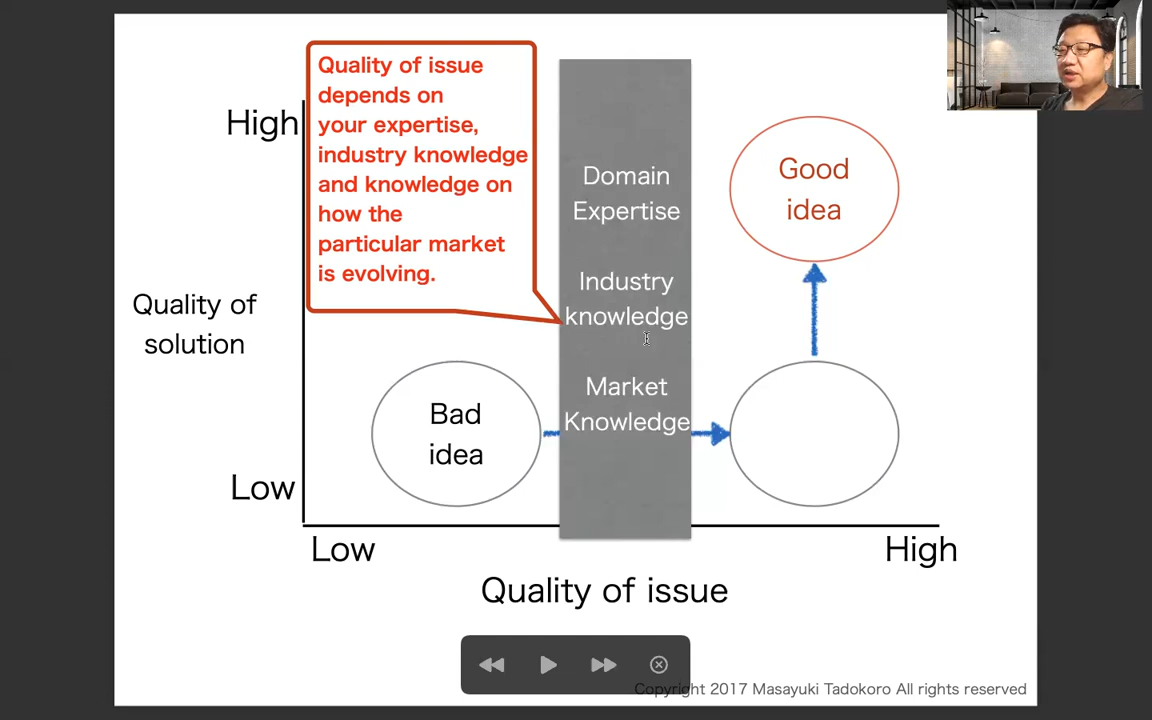 Quality of issue
depends on
your expertise,
industry knowledge
and knowledge on
how the
particular market
is evolving.
High
Quality of
solution
Low
Domain
Expertise
Industry
knowledge
Market
Knowledge
Good
idea
Bad
idea
Low
High
Quality of issue
Copyright 2017 Masayuki Tadokoro All rights reserved